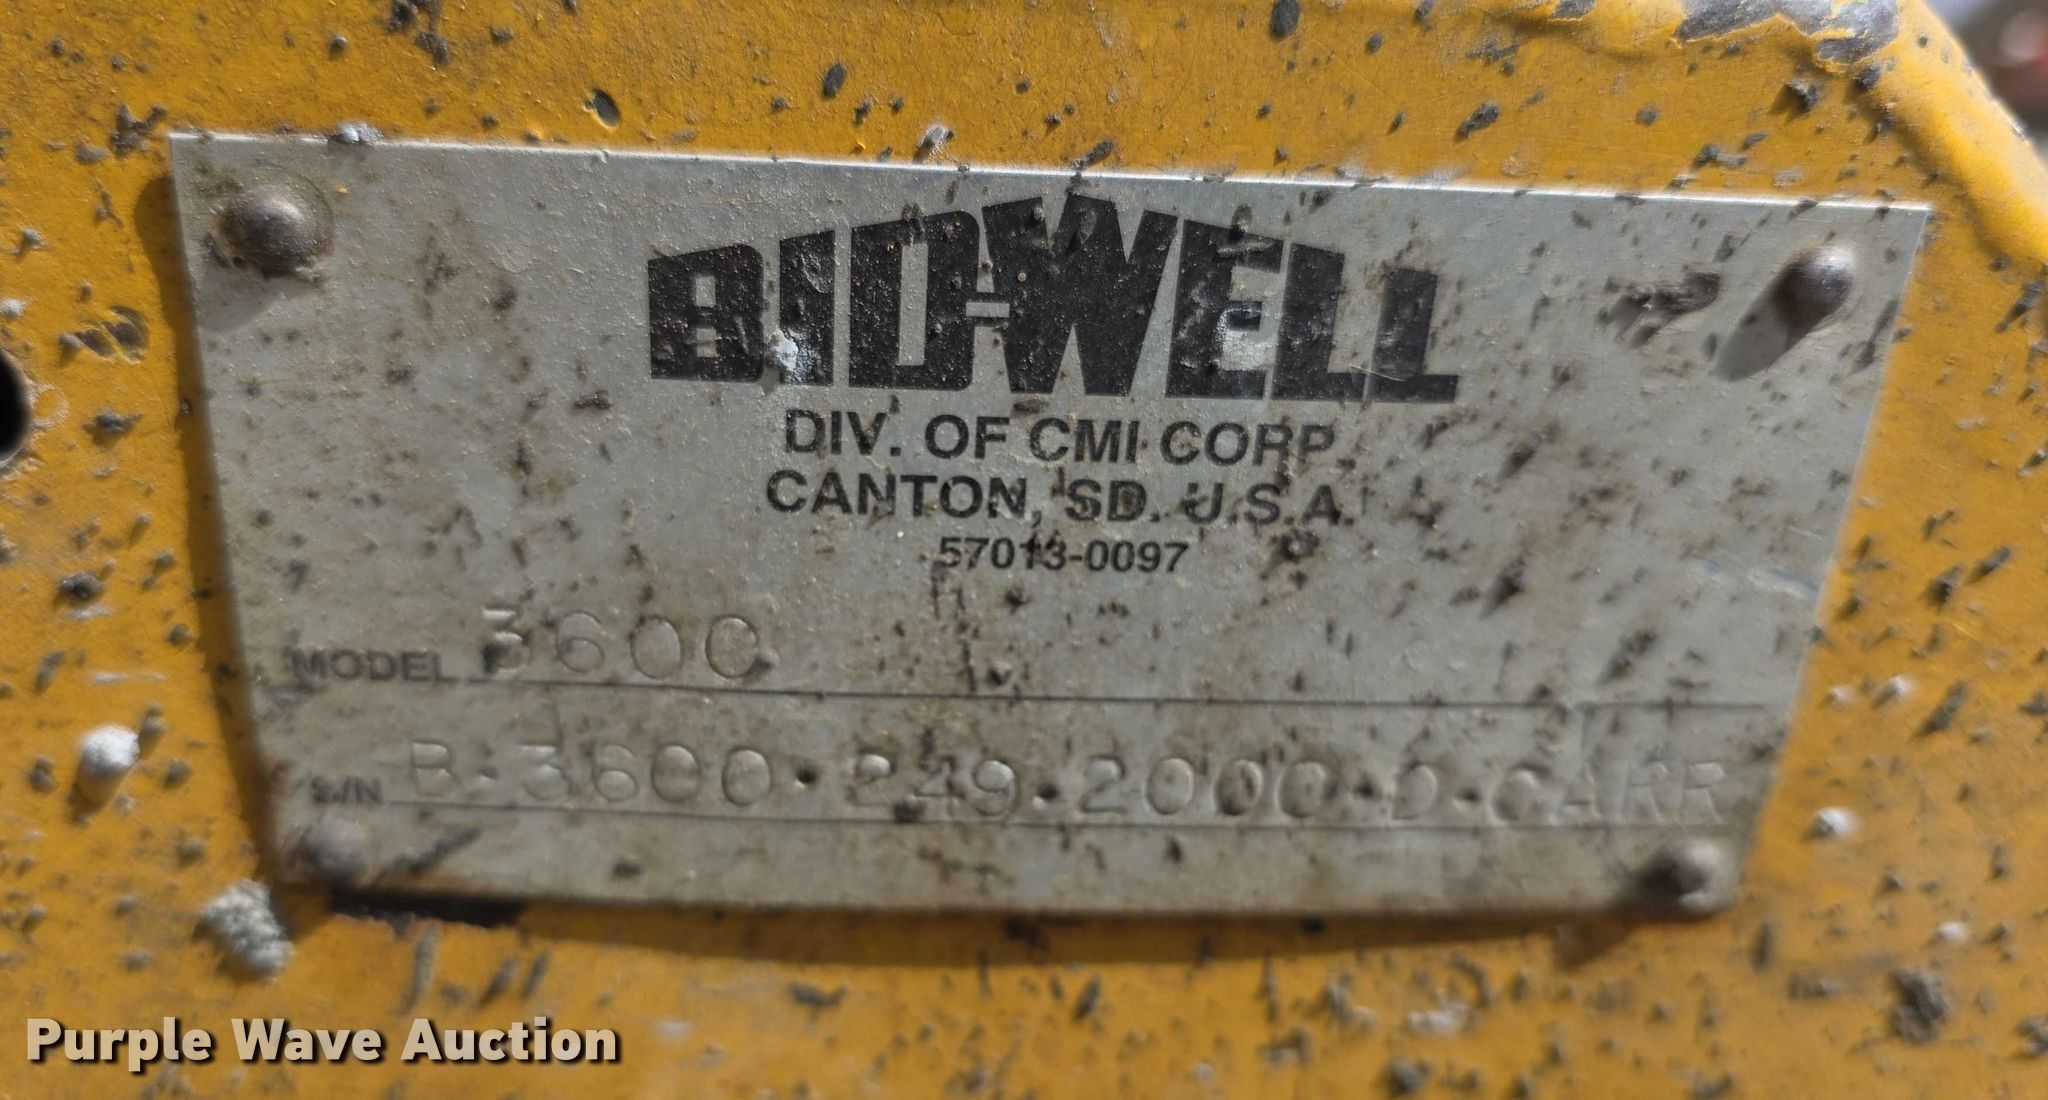 BID-WELL
DIV. OF CMI CORP.
CANTON, SD. U.S.A.
57013-0097
MODEL 3600
S/N B-3600-249-2000-D-CARR
Purple Wave Auction